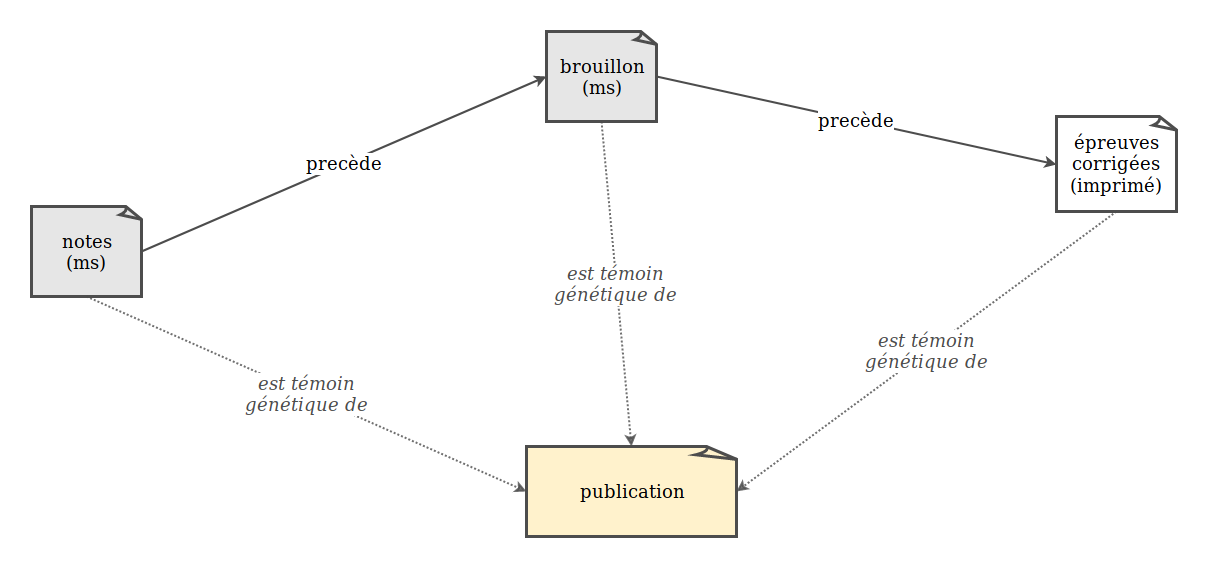 brouillon
(ms)
precède
precède
épreuves
corrigées
(imprimé)
notes
(ms)
est témoin
génétique de
est témoin
génétique de
est témoin
génétique de
publication